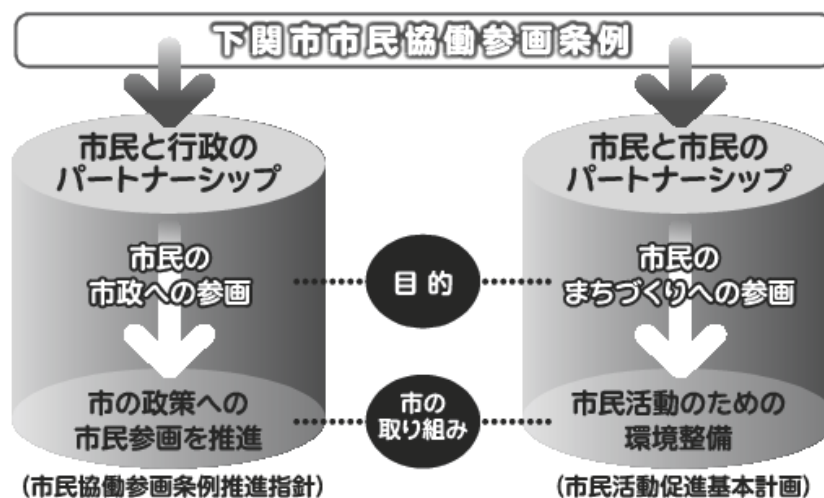 下関市市民協働参画条例
市民と行政の
パートナーシップ
市民の
市政への参画
市の政策への
市民参画を推進
(市民協働参画条例推進指針)
目的
市の
取り組み
市民と市民の
パートナーシップ
市民の
まちづくりへの参画
市民活動のための
環境整備
(市民活動促進基本計画)